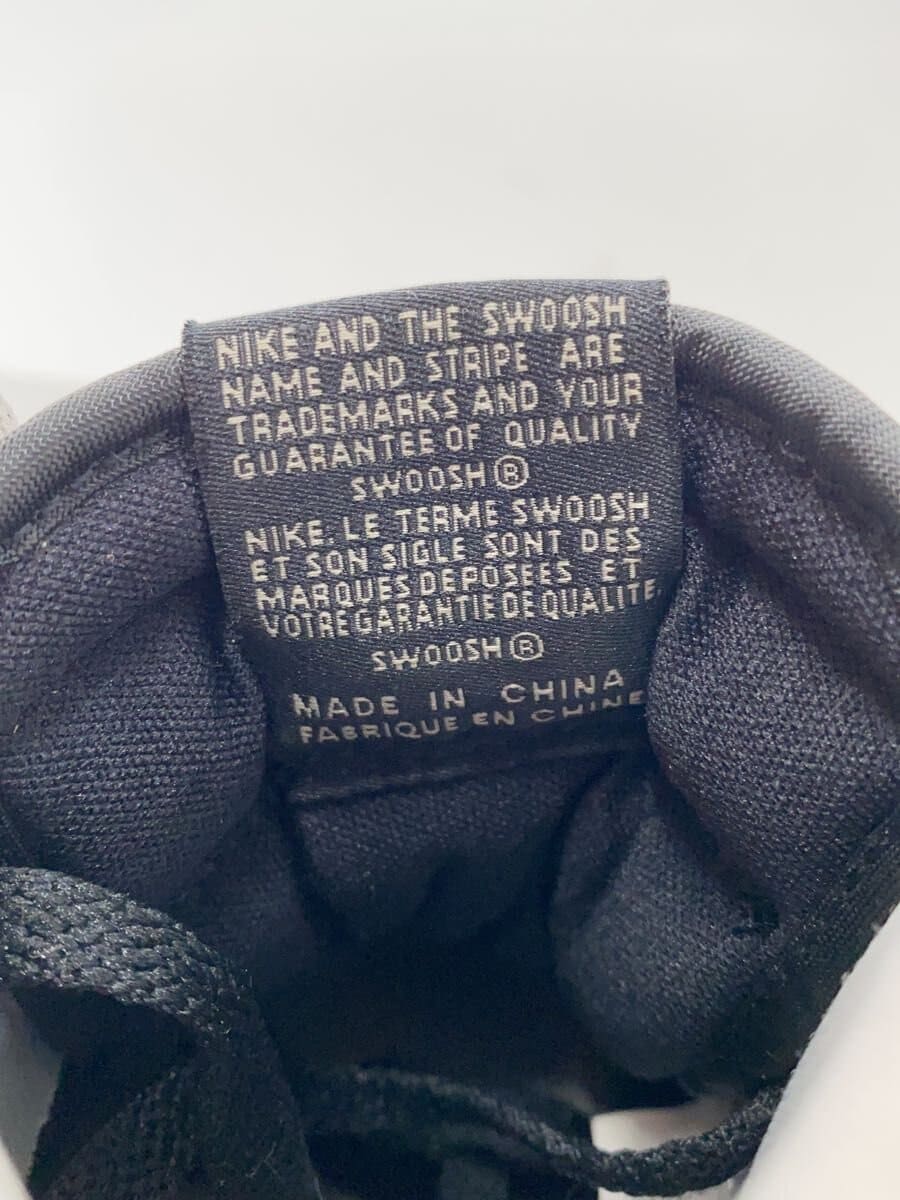 NIKE AND THE SWOOSH
NAME AND STRIPE ARE
TRADEMARKS AND YOUR
GUARANTEE OF QUALITY
SWOOSH®
NIKE. LE TERME SWOOSH
ET SON SIGLE SONT DES
MARQUES DEPOSEES ET
VOTRE GARANTIE DE QUALITE.
SWOOSH®
MADE IN CHINA
FABRIQUE EN CHINE